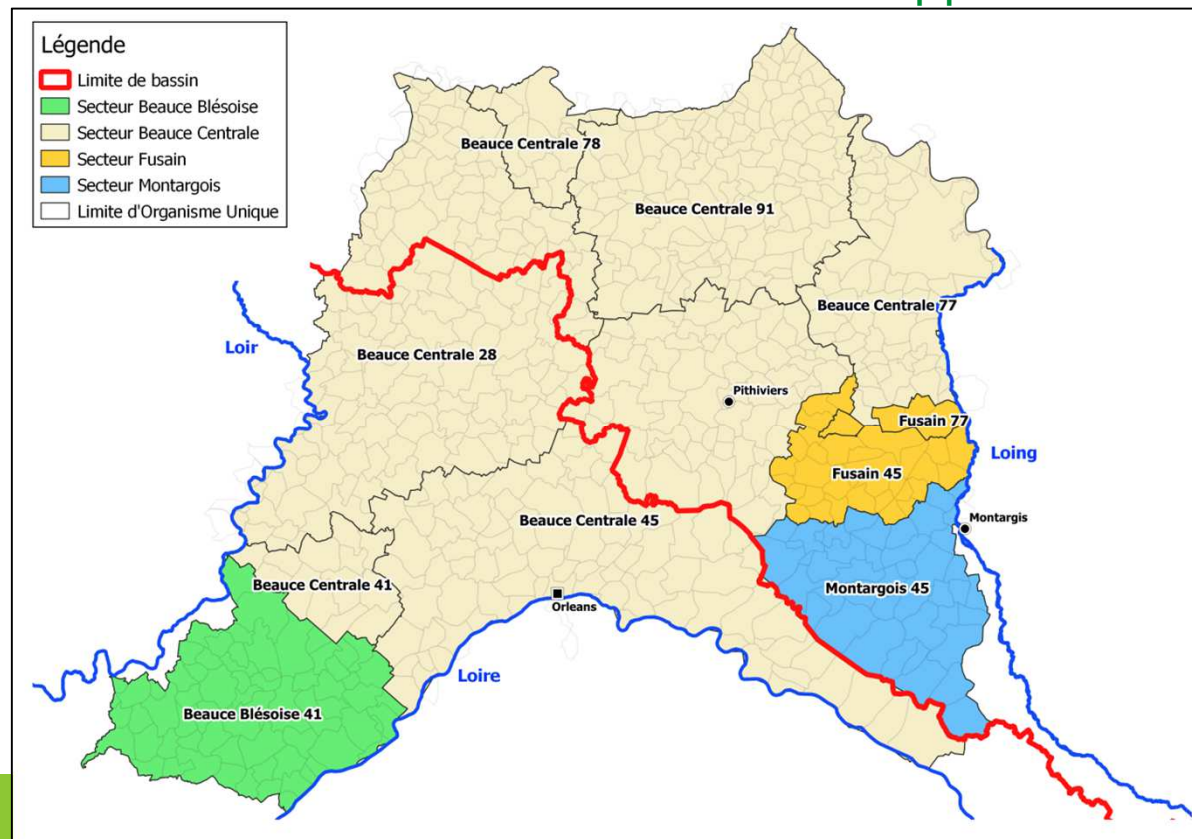 Légende
Limite de bassin
Secteur Beauce Blésoise
Secteur Beauce Centrale
Secteur Fusain
Secteur Montargois
Limite d'Organisme Unique
Beauce Centrale 78
Beauce Centrale 91
Beauce Centrale 77
Loir
Beauce Centrale 28
Pithiviers
Fusain 77
Loing
Fusain 45
Beauce Centrale 45
Montargis
Beauce Centrale 41
Montargois 45
Orleans
Loire
Beauce Blésoise 41